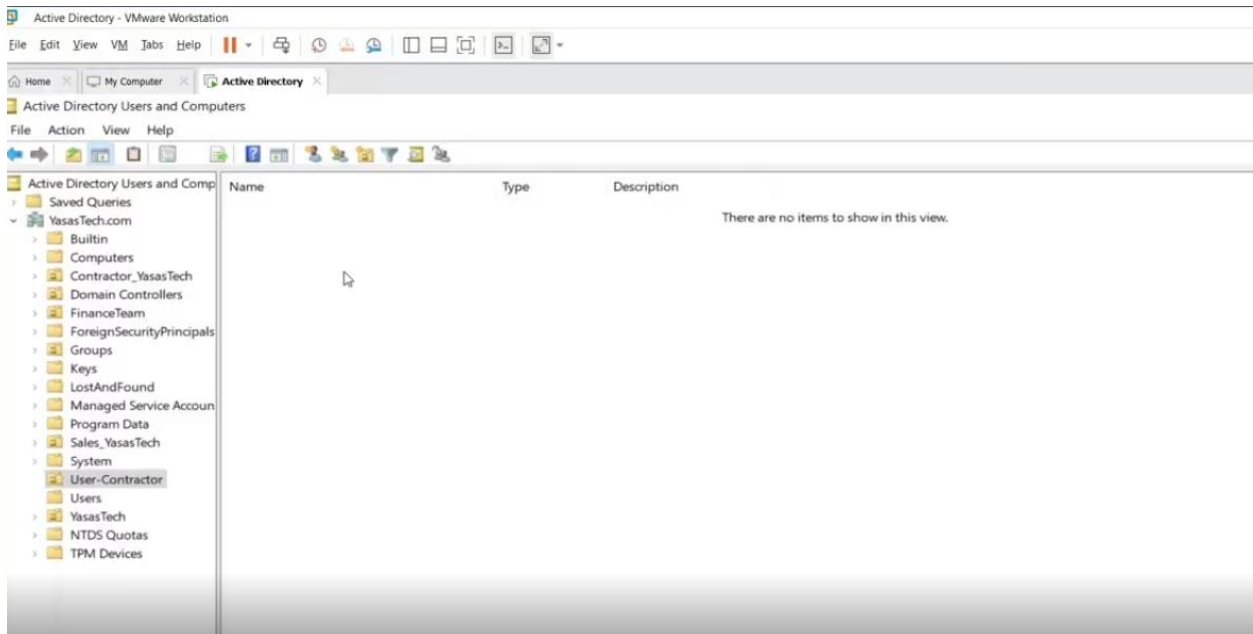 Active Directory - VMware Workstation
File Edit View VM Tabs Help
Home My Computer Active Directory
Active Directory Users and Computers
File Action View Help
Active Directory Users and Comp
Name Type Description
Saved Queries
There are no items to show in this view.
YasasTech.com
Builtin
Computers
Contractor_YasasTech
Domain Controllers
FinanceTeam
ForeignSecurityPrincipals
Groups
Keys
LostAndFound
Managed Service Accoun
Program Data
Sales_YasasTech
System
User-Contractor
Users
YasasTech
NTDS Quotas
TPM Devices